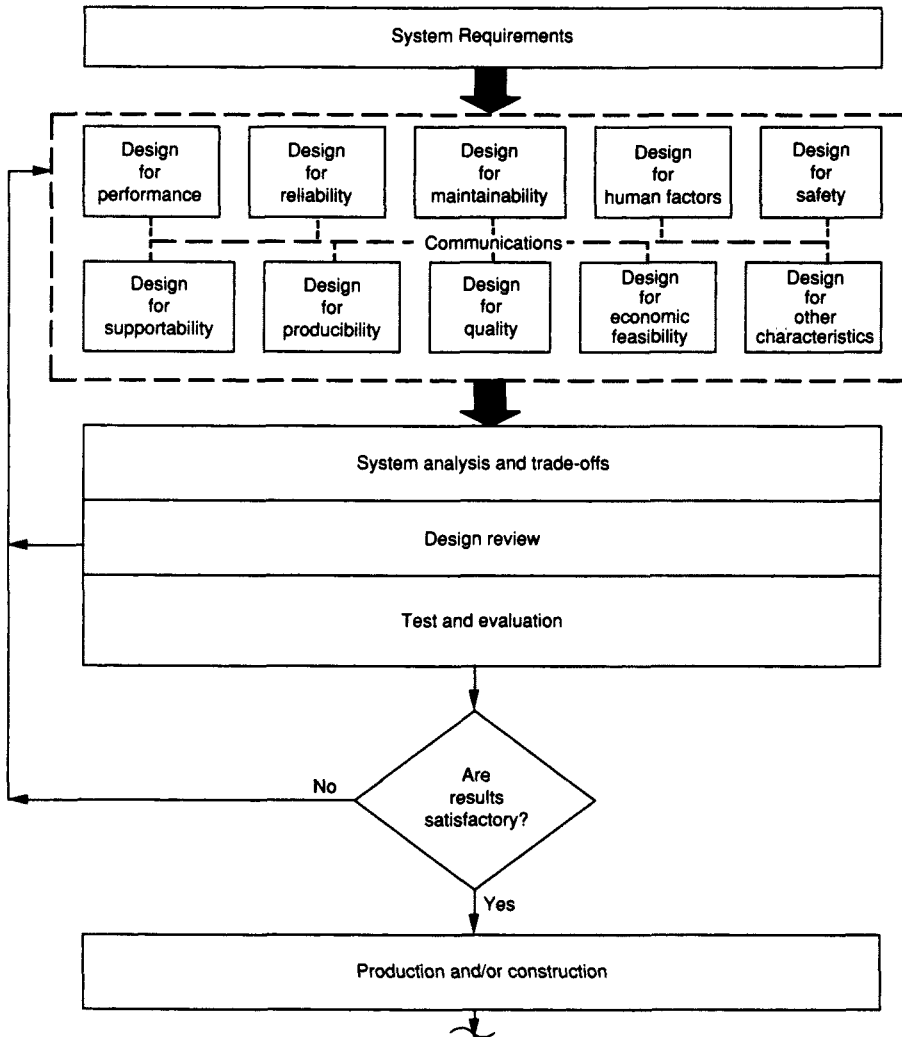 System Requirements
Design
for
performance
Design
for
reliability
Design
for
maintainability
Design
for
human factors
Design
for
safety
Communications
Design
for
supportability
Design
for
producibility
Design
for
quality
Design
for
economic
feasibility
Design
for
other
characteristics
System analysis and trade-offs
Design review
Test and evaluation
Are
results
satisfactory?
No
Yes
Production and/or construction